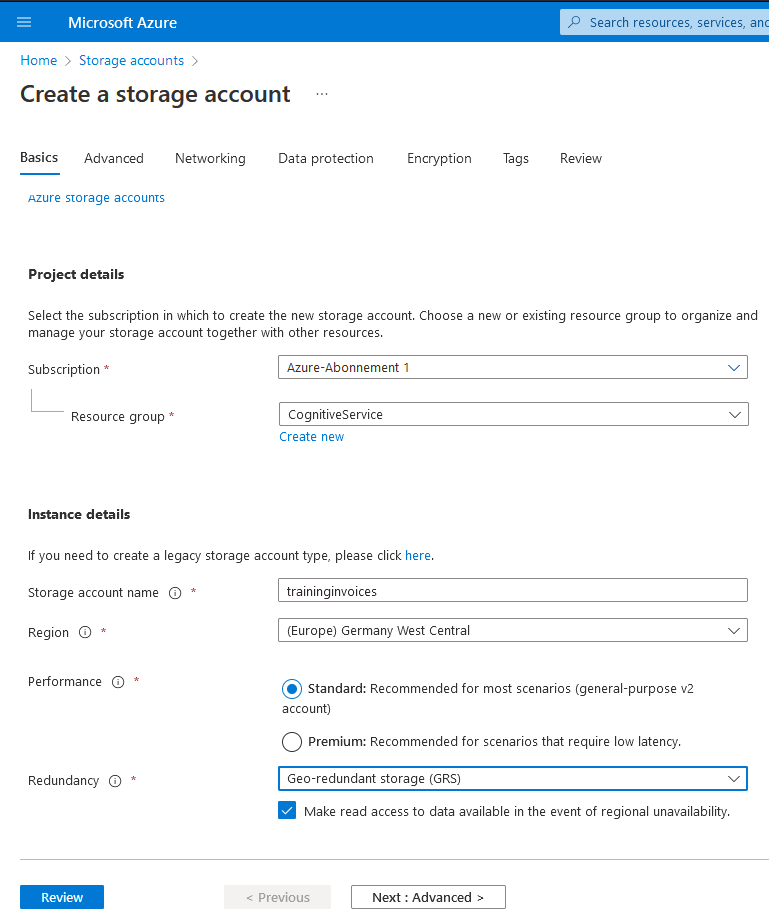 Microsoft Azure
Search resources, services, and
Home > Storage accounts >
Create a storage account ...
Basics Advanced Networking Data protection Encryption Tags Review
Azure storage accounts
Project details
Select the subscription in which to create the new storage account. Choose a new or existing resource group to organize and
manage your storage account together with other resources.
Subscription * Azure-Abonnement 1
Resource group * CognitiveService
Create new
Instance details
If you need to create a legacy storage account type, please click here.
Storage account name * traininginvoices
Region * (Europe) Germany West Central
Performance * Standard: Recommended for most scenarios (general-purpose v2
account)
Premium: Recommended for scenarios that require low latency.
Redundancy * Geo-redundant storage (GRS)
Make read access to data available in the event of regional unavailability.
Review < Previous Next : Advanced >